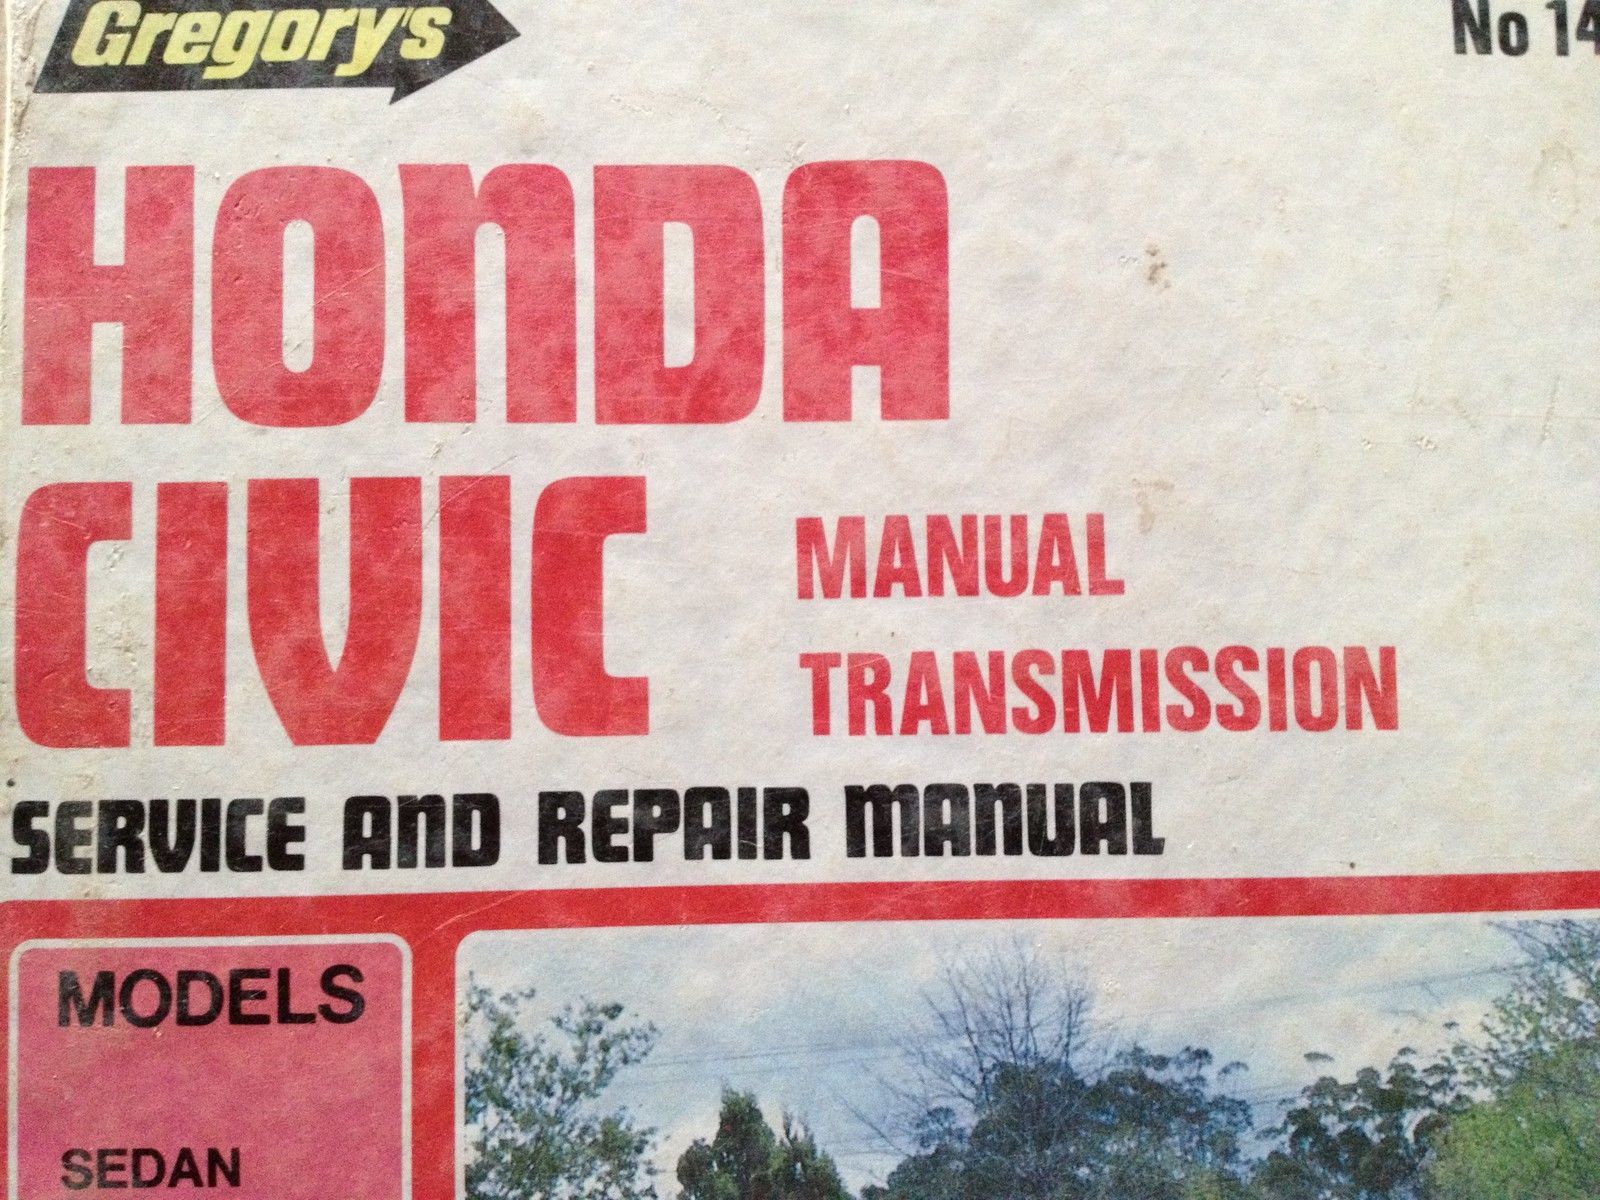 Gregory's
No 14
HONDA
CIVIC
MANUAL
TRANSMISSION
SERVICE AND REPAIR MANUAL
MODELS
SEDAN